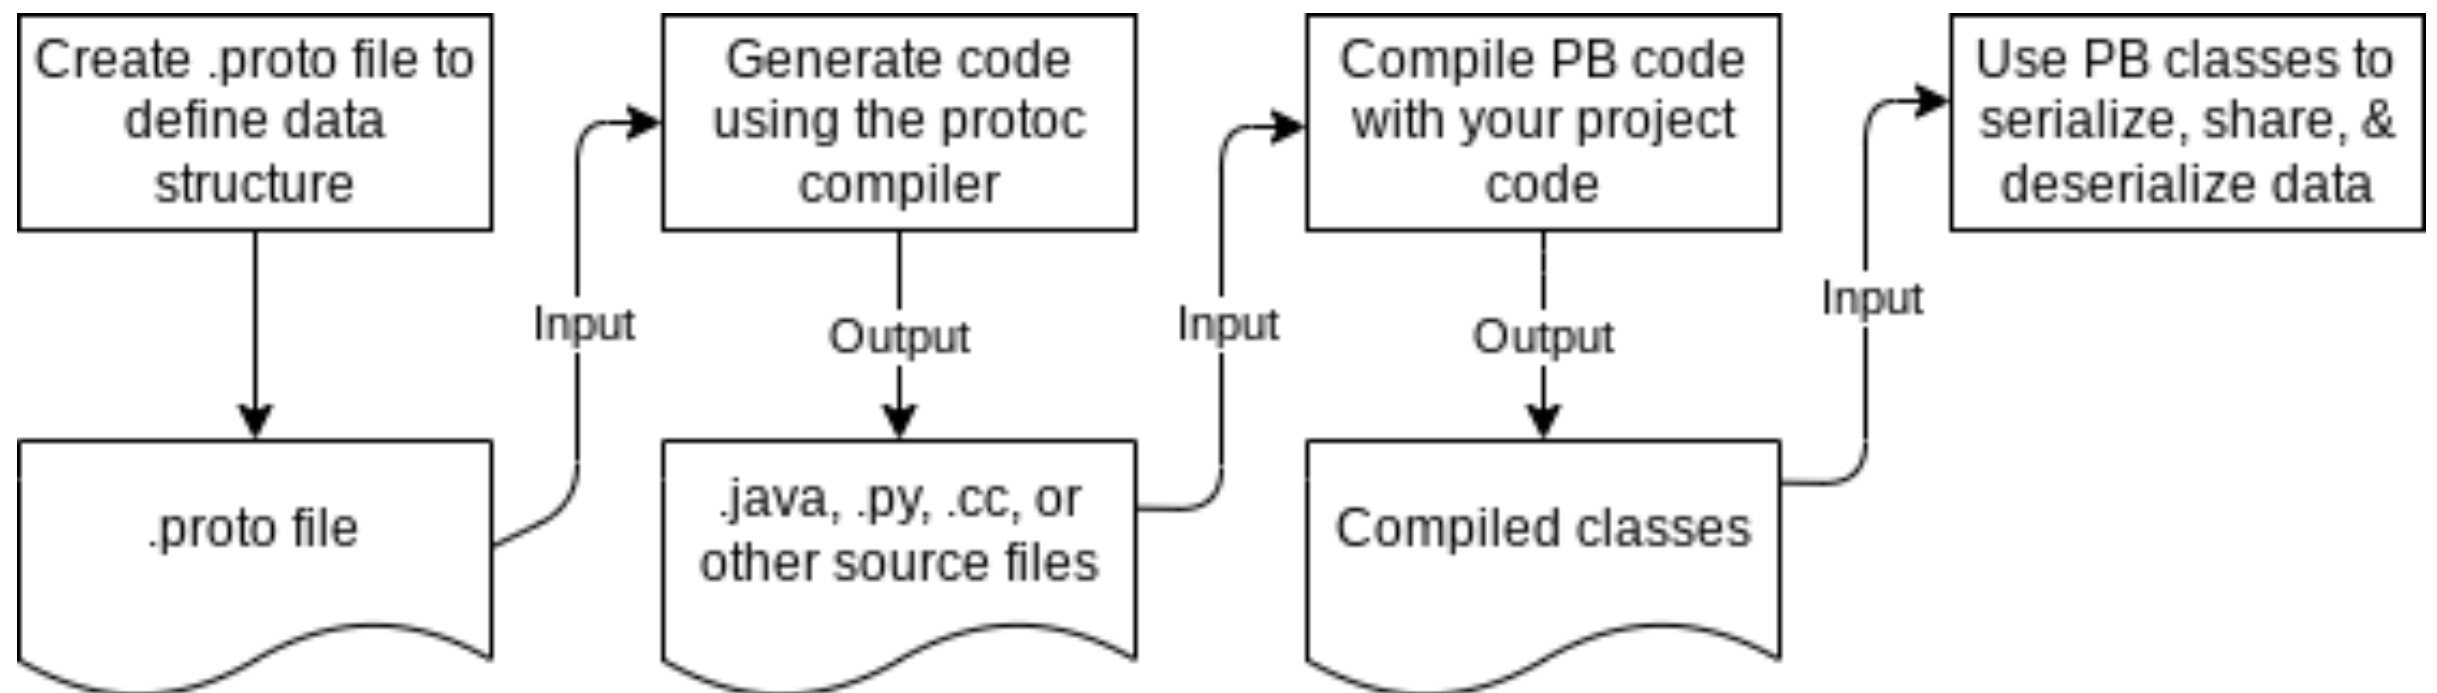 Create .proto file to
define data
structure
Generate code
using the protoc
compiler
Compile PB code
with your project
code
Use PB classes to
serialize, share, &
deserialize data
Input
Output
Input
Output
Input
.proto file
.java, .py, .cc, or
other source files
Compiled classes